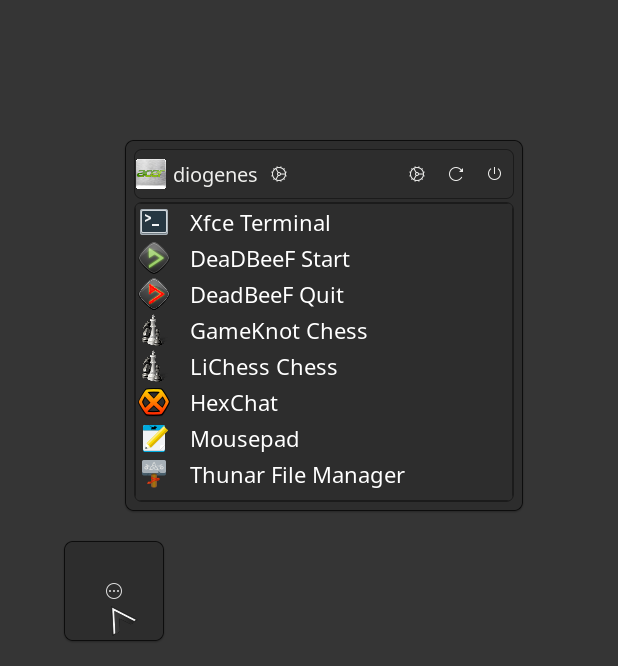 acer diogenes
Xfce Terminal
DeaDBeeF Start
DeadBeeF Quit
GameKnot Chess
LiChess Chess
HexChat
Mousepad
Thunar File Manager